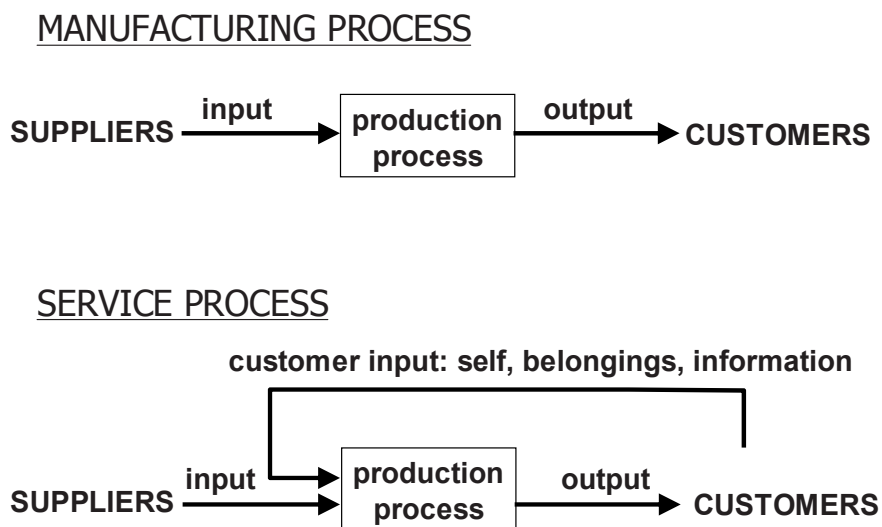 MANUFACTURING PROCESS
input
output
SUPPLIERS
production
process
CUSTOMERS
SERVICE PROCESS
customer input: self, belongings, information
input
output
SUPPLIERS
production
process
CUSTOMERS